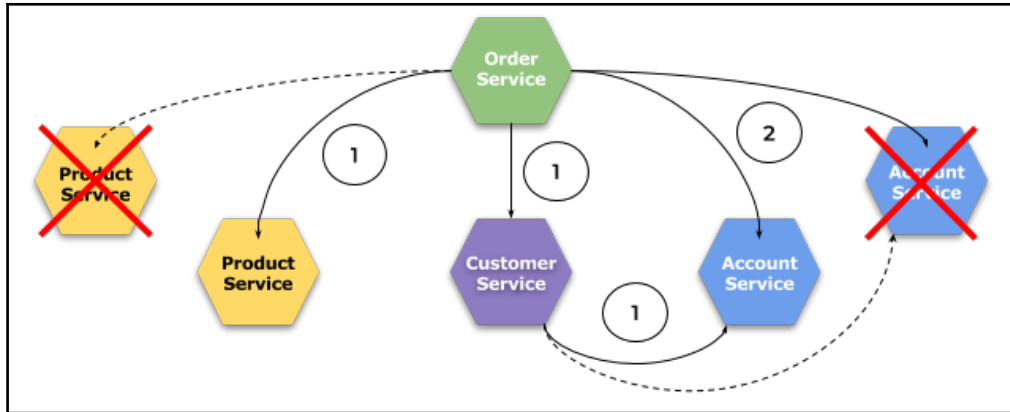 Order
Service
1
1
2
Product
Service
Account
Service
Product
Service
Customer
Service
Account
Service
1